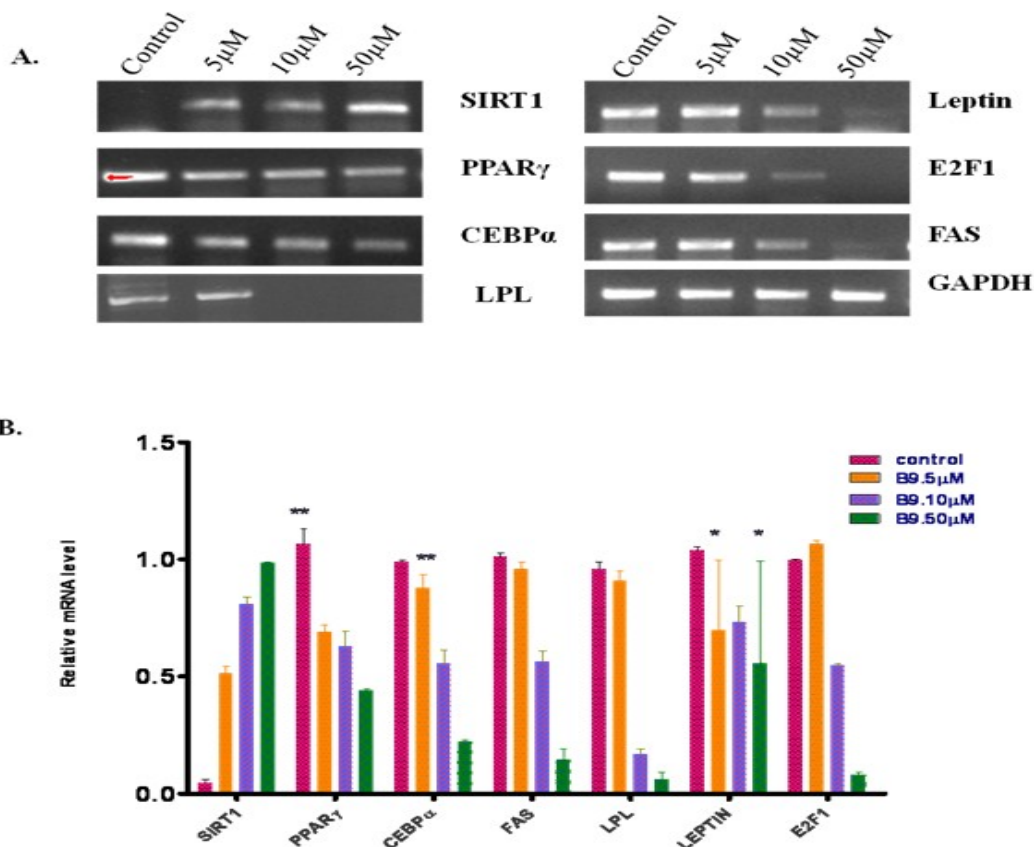 A.
Control 5µM 10µM 50µM
SIRT1
PPARγ
CEBPα
LPL
Control 5µM 10µM 50µM
Leptin
E2F1
FAS
GAPDH
B.
Relative mRNA level
1.5
1.0
0.5
0.0
** ** * *
control
B9.5µM
B9.10µM
B9.50µM
SIRT1 PPARγ CEBPα FAS LPL LEPTIN E2F1